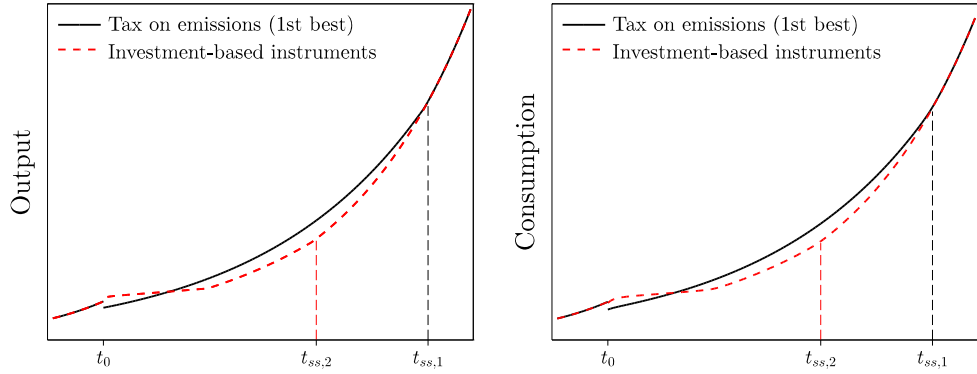 Tax on emissions (1st best)
Investment-based instruments
Output
t0
tss,2
tss,1
Tax on emissions (1st best)
Investment-based instruments
Consumption
t0
tss,2
tss,1